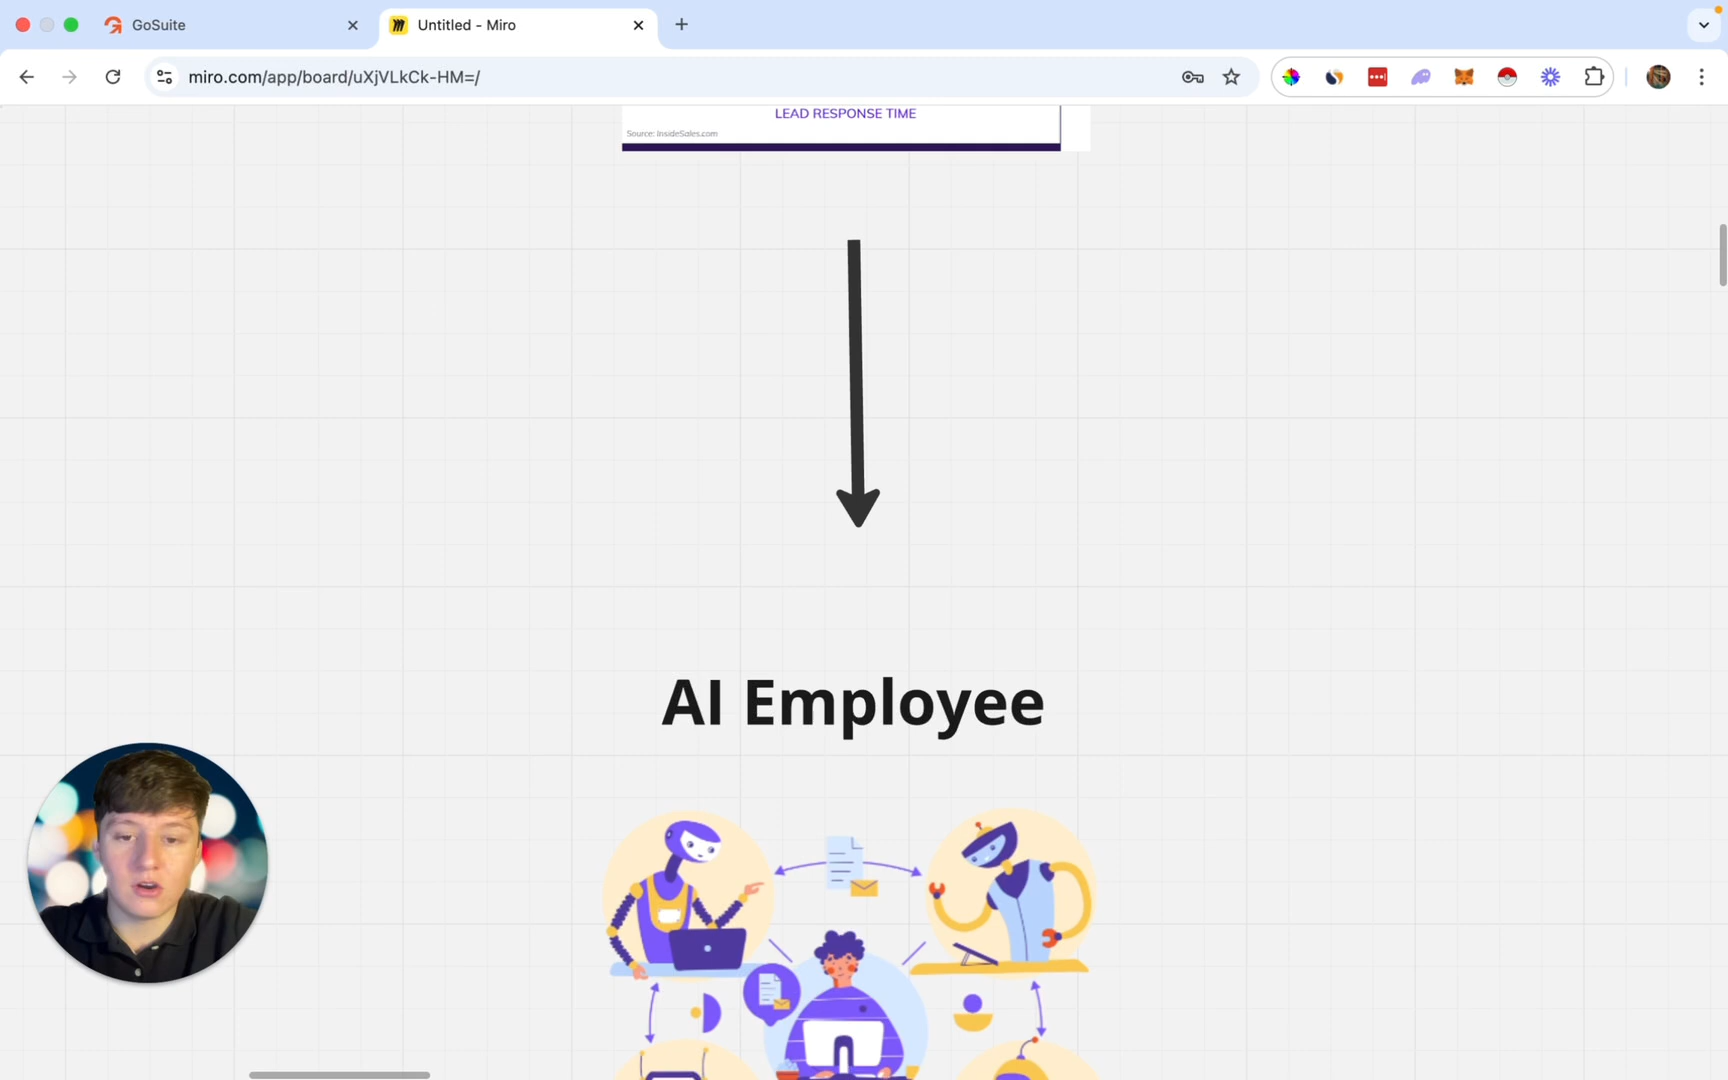 GoSuite
Untitled - Miro
miro.com/app/board/uXjVLkCk-HM=/
LEAD RESPONSE TIME
Source: InsideSales.com
AI Employee